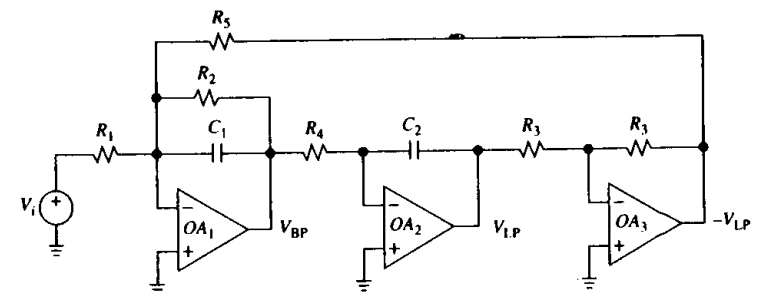 R5
R2
R1 C1 R4 C2 R3 R3
Vi + − OA1 + VBP − OA2 + VLP − OA3 + −VLP